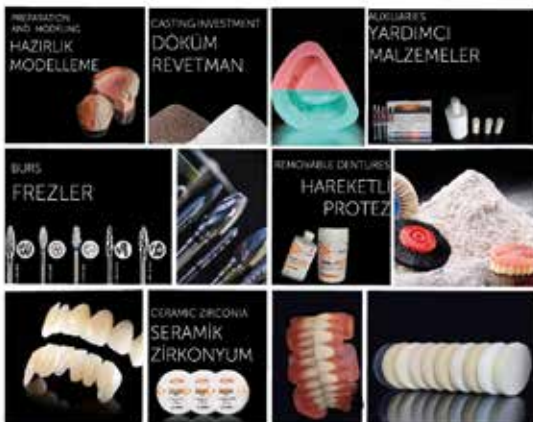 PREPARATION
AND MODELING
HAZIRLIK
MODELLEME
CASTING INVESTMENT
DÖKÜM
REVETMAN
AUXILIARIES
YARDIMCI
MALZEMELER
BURS
FREZLER
REMOVABLE DENTURES
HAREKETLİ
PROTEZ
CERAMIC ZIRCONIA
SERAMİK
ZİRKONYUM